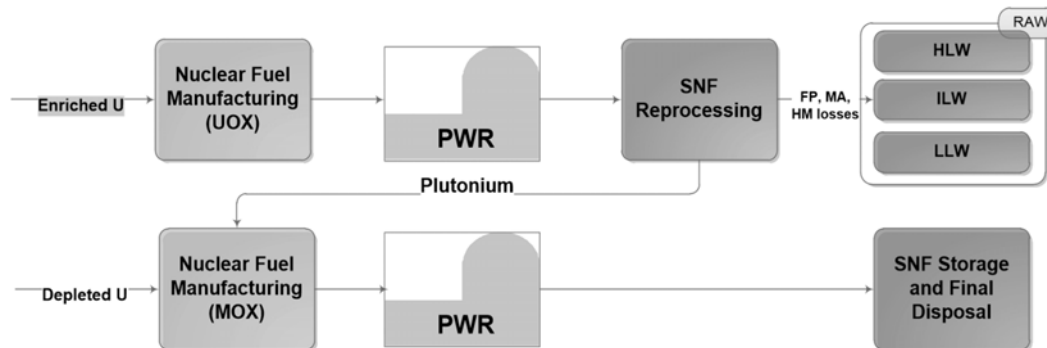 RAW
Enriched U
Nuclear Fuel
Manufacturing
(UOX)
PWR
SNF
Reprocessing
FP, MA,
HM losses
HLW
ILW
LLW
Plutonium
Depleted U
Nuclear Fuel
Manufacturing
(MOX)
PWR
SNF Storage
and Final
Disposal